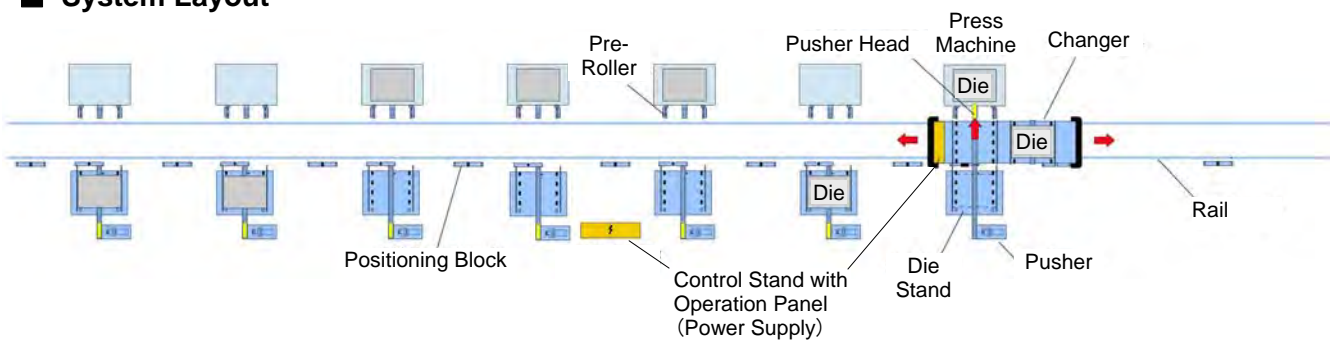 ■ System Layout
Pre-
Roller
Pusher Head
Press
Machine
Changer
Die
Die
Die
Rail
Positioning Block
Control Stand with
Operation Panel
（Power Supply）
Die
Stand
Pusher